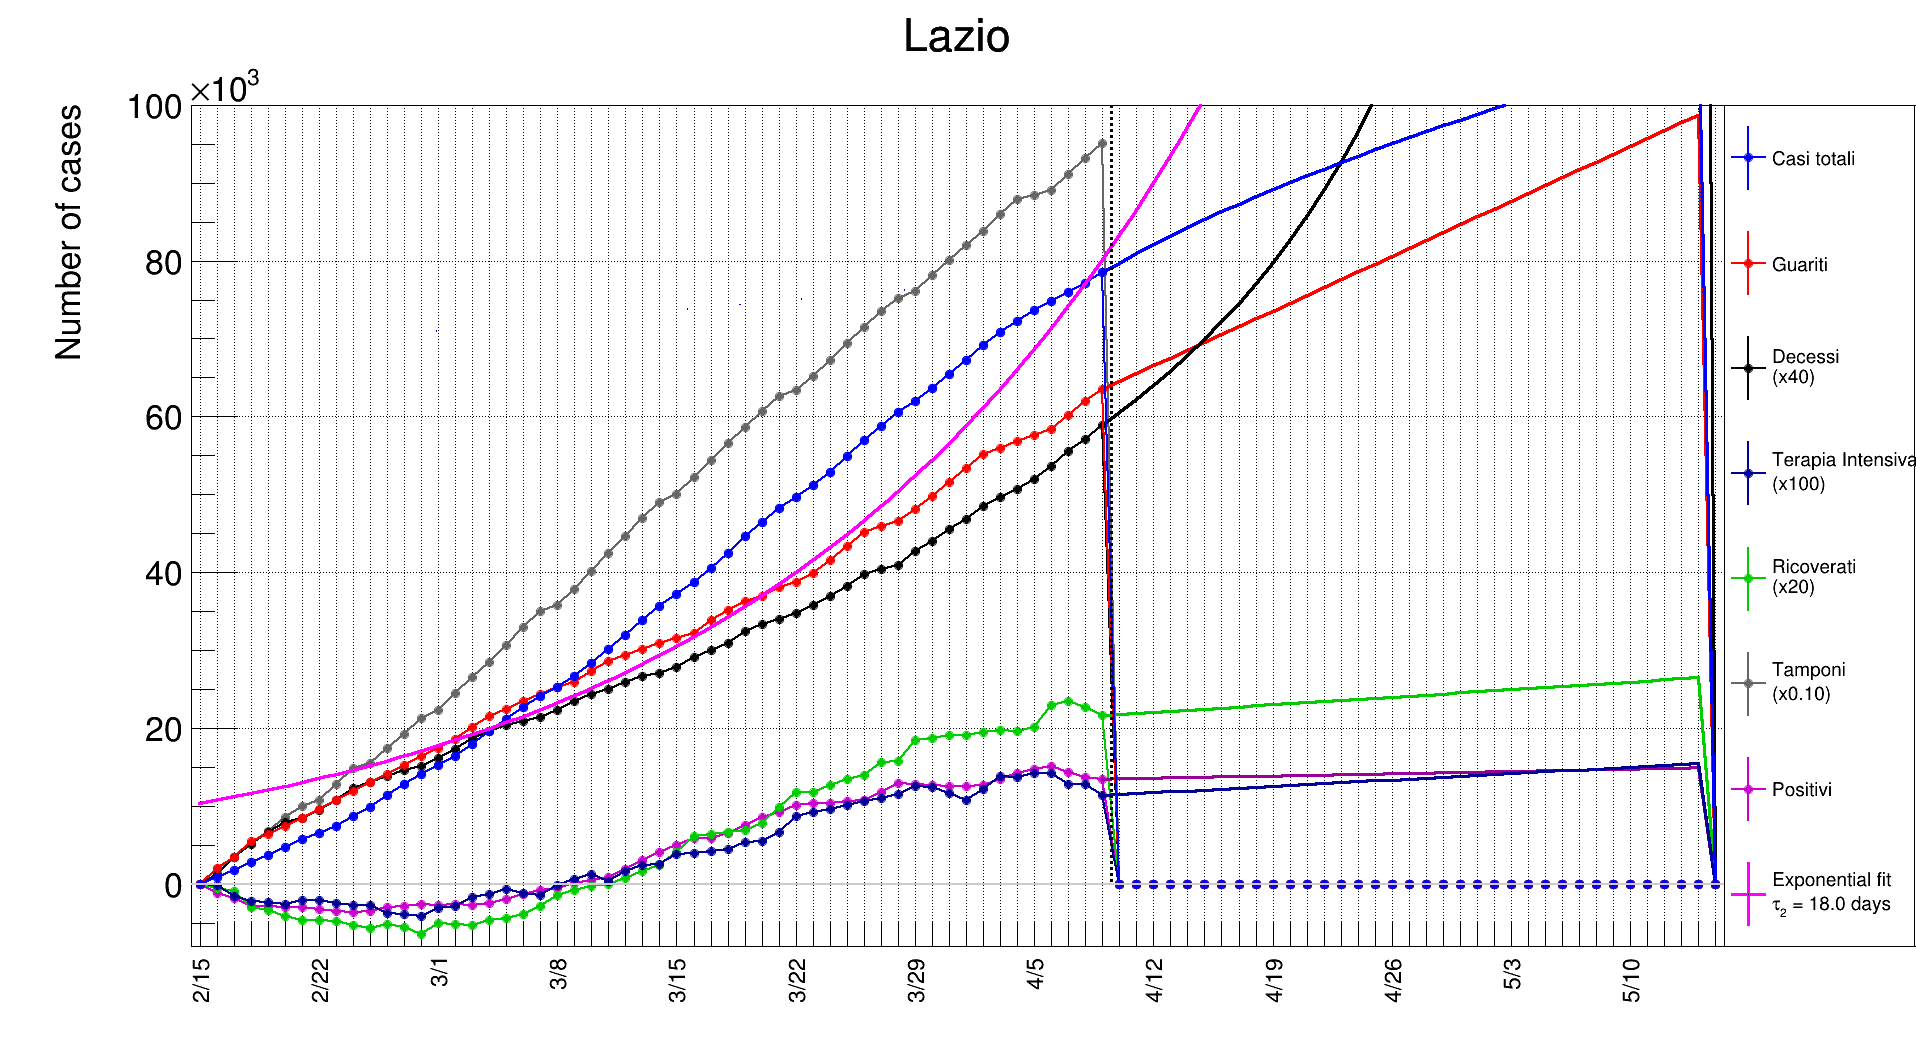 Lazio
×10³
Number of cases
100
80
60
40
20
0
2/15
2/22
3/1
3/8
3/15
3/22
3/29
4/5
4/12
4/19
4/26
5/3
5/10
Casi totali
Guariti
Decessi
(x40)
Terapia Intensiva
(x100)
Ricoverati
(x20)
Tamponi
(x0.10)
Positivi
Exponential fit
τ₂ = 18.0 days